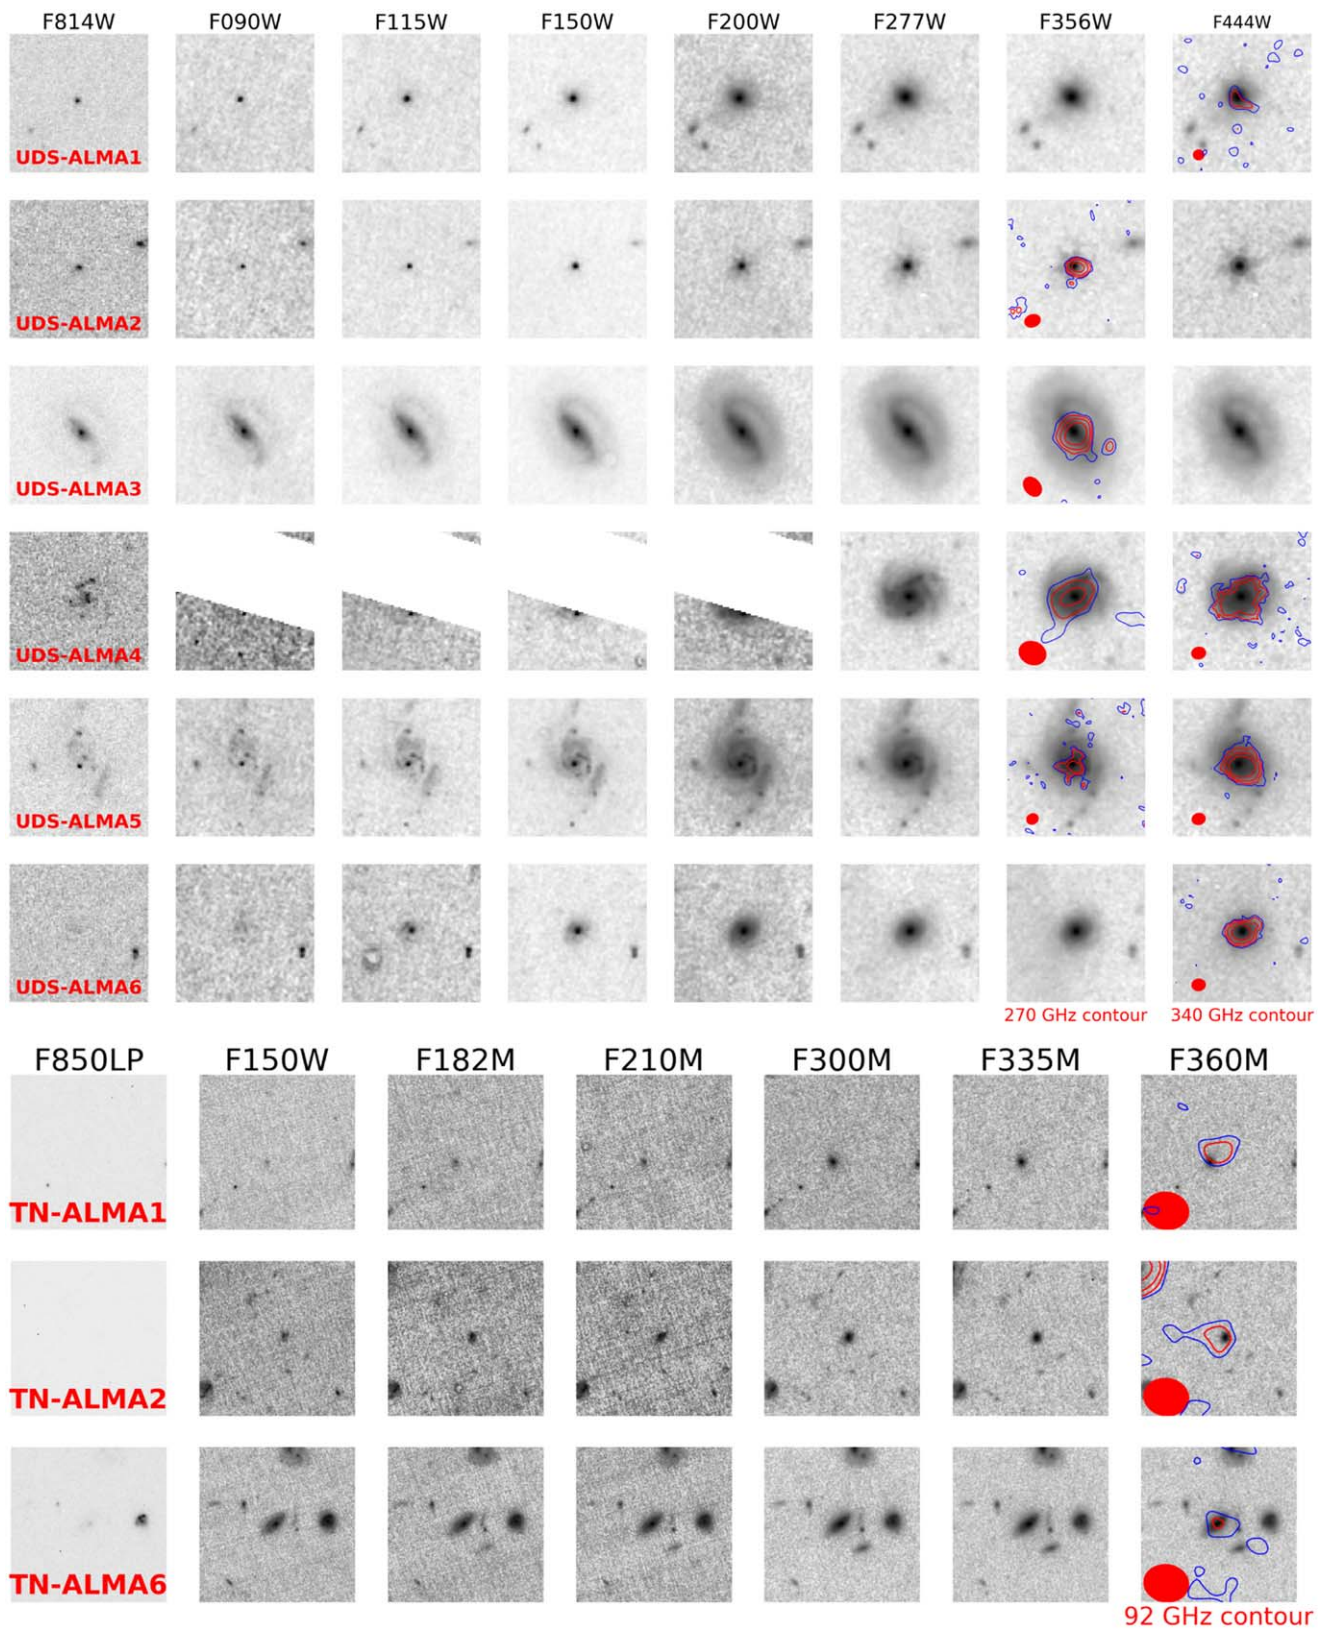 F814W F090W F115W F150W F200W F277W F356W F444W
UDS-ALMA1
UDS-ALMA2
UDS-ALMA3
UDS-ALMA4
UDS-ALMA5
UDS-ALMA6
270 GHz contour 340 GHz contour
F850LP F150W F182M F210M F300M F335M F360M
TN-ALMA1
TN-ALMA2
TN-ALMA6
92 GHz contour